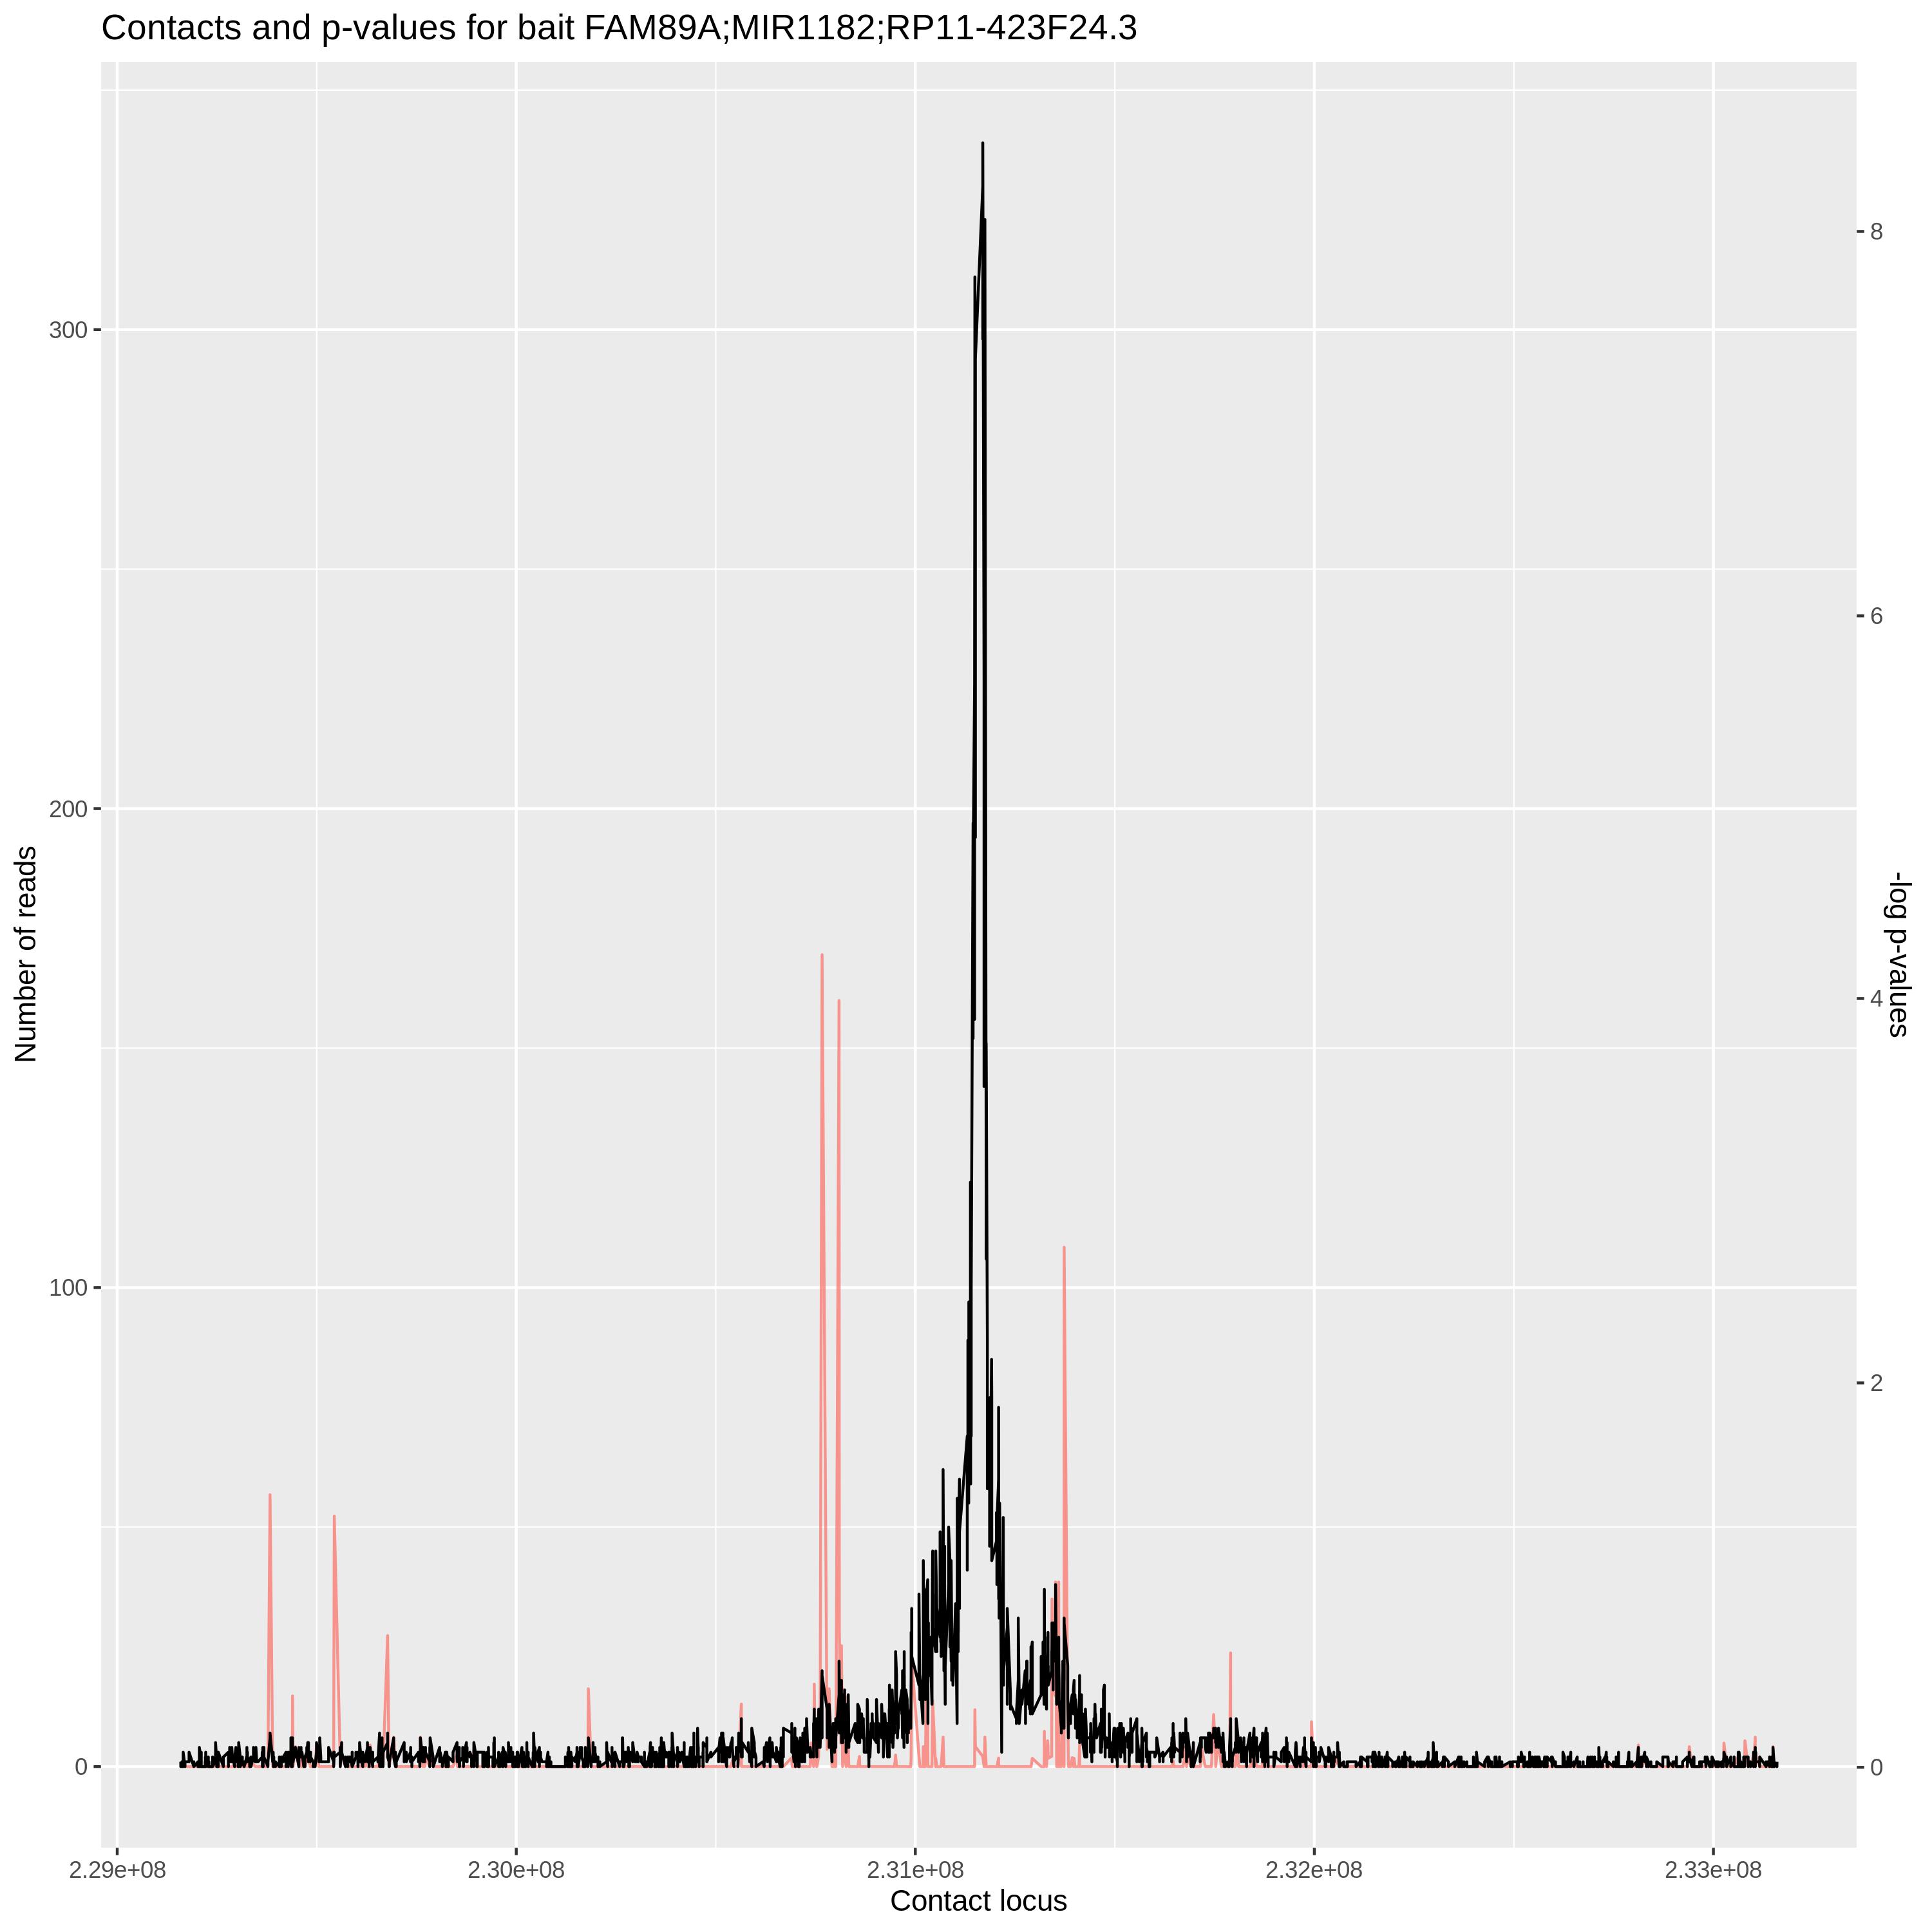 Contacts and p-values for bait FAM89A;MIR1182;RP11-423F24.3
Number of reads
300
200
100
0
8
6
4
2
0
-log p-values
2.29e+08 2.30e+08 2.31e+08 2.32e+08 2.33e+08
Contact locus